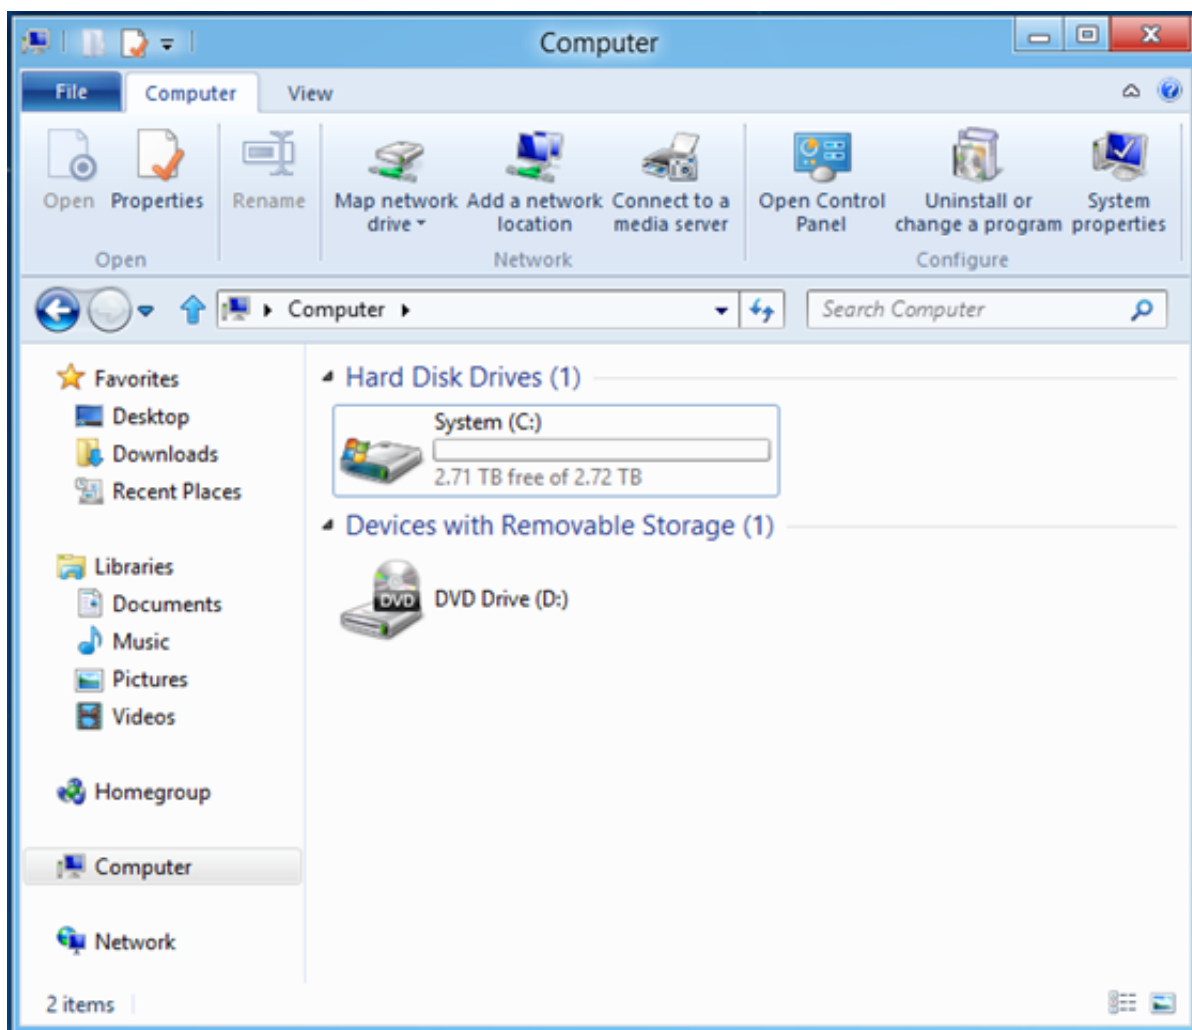 Computer
File Computer View
Open Properties Rename Map network drive Add a network location Connect to a media server Open Control Panel Uninstall or change a program System properties
Open Network Configure
Computer Search Computer
Favorites
Desktop
Downloads
Recent Places
Libraries
Documents
Music
Pictures
Videos
Homegroup
Computer
Network
Hard Disk Drives (1)
System (C:)
2.71 TB free of 2.72 TB
Devices with Removable Storage (1)
DVD
DVD Drive (D:)
2 items